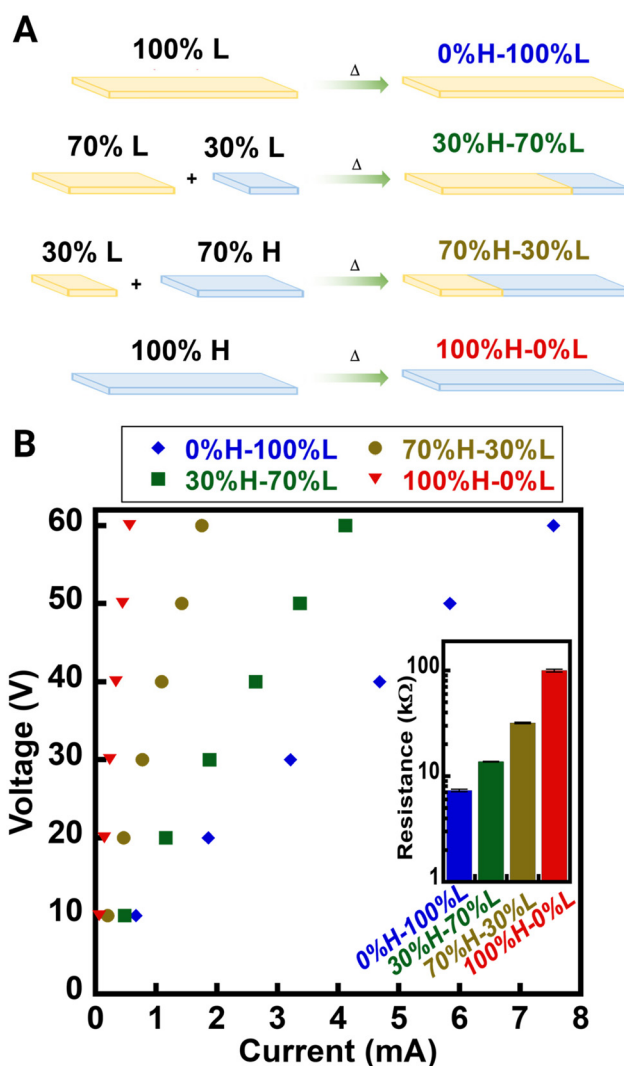 A
100% L
Δ
0%H-100%L
70% L + 30% L
Δ
30%H-70%L
30% L + 70% H
Δ
70%H-30%L
100% H
Δ
100%H-0%L
B
0%H-100%L 70%H-30%L
30%H-70%L 100%H-0%L
Voltage (V)
60
50
40
30
20
10
0
0 1 2 3 4 5 6 7 8
Current (mA)
Resistance (kΩ)
100
10
1
0%H-100%L
30%H-70%L
70%H-30%L
100%H-0%L